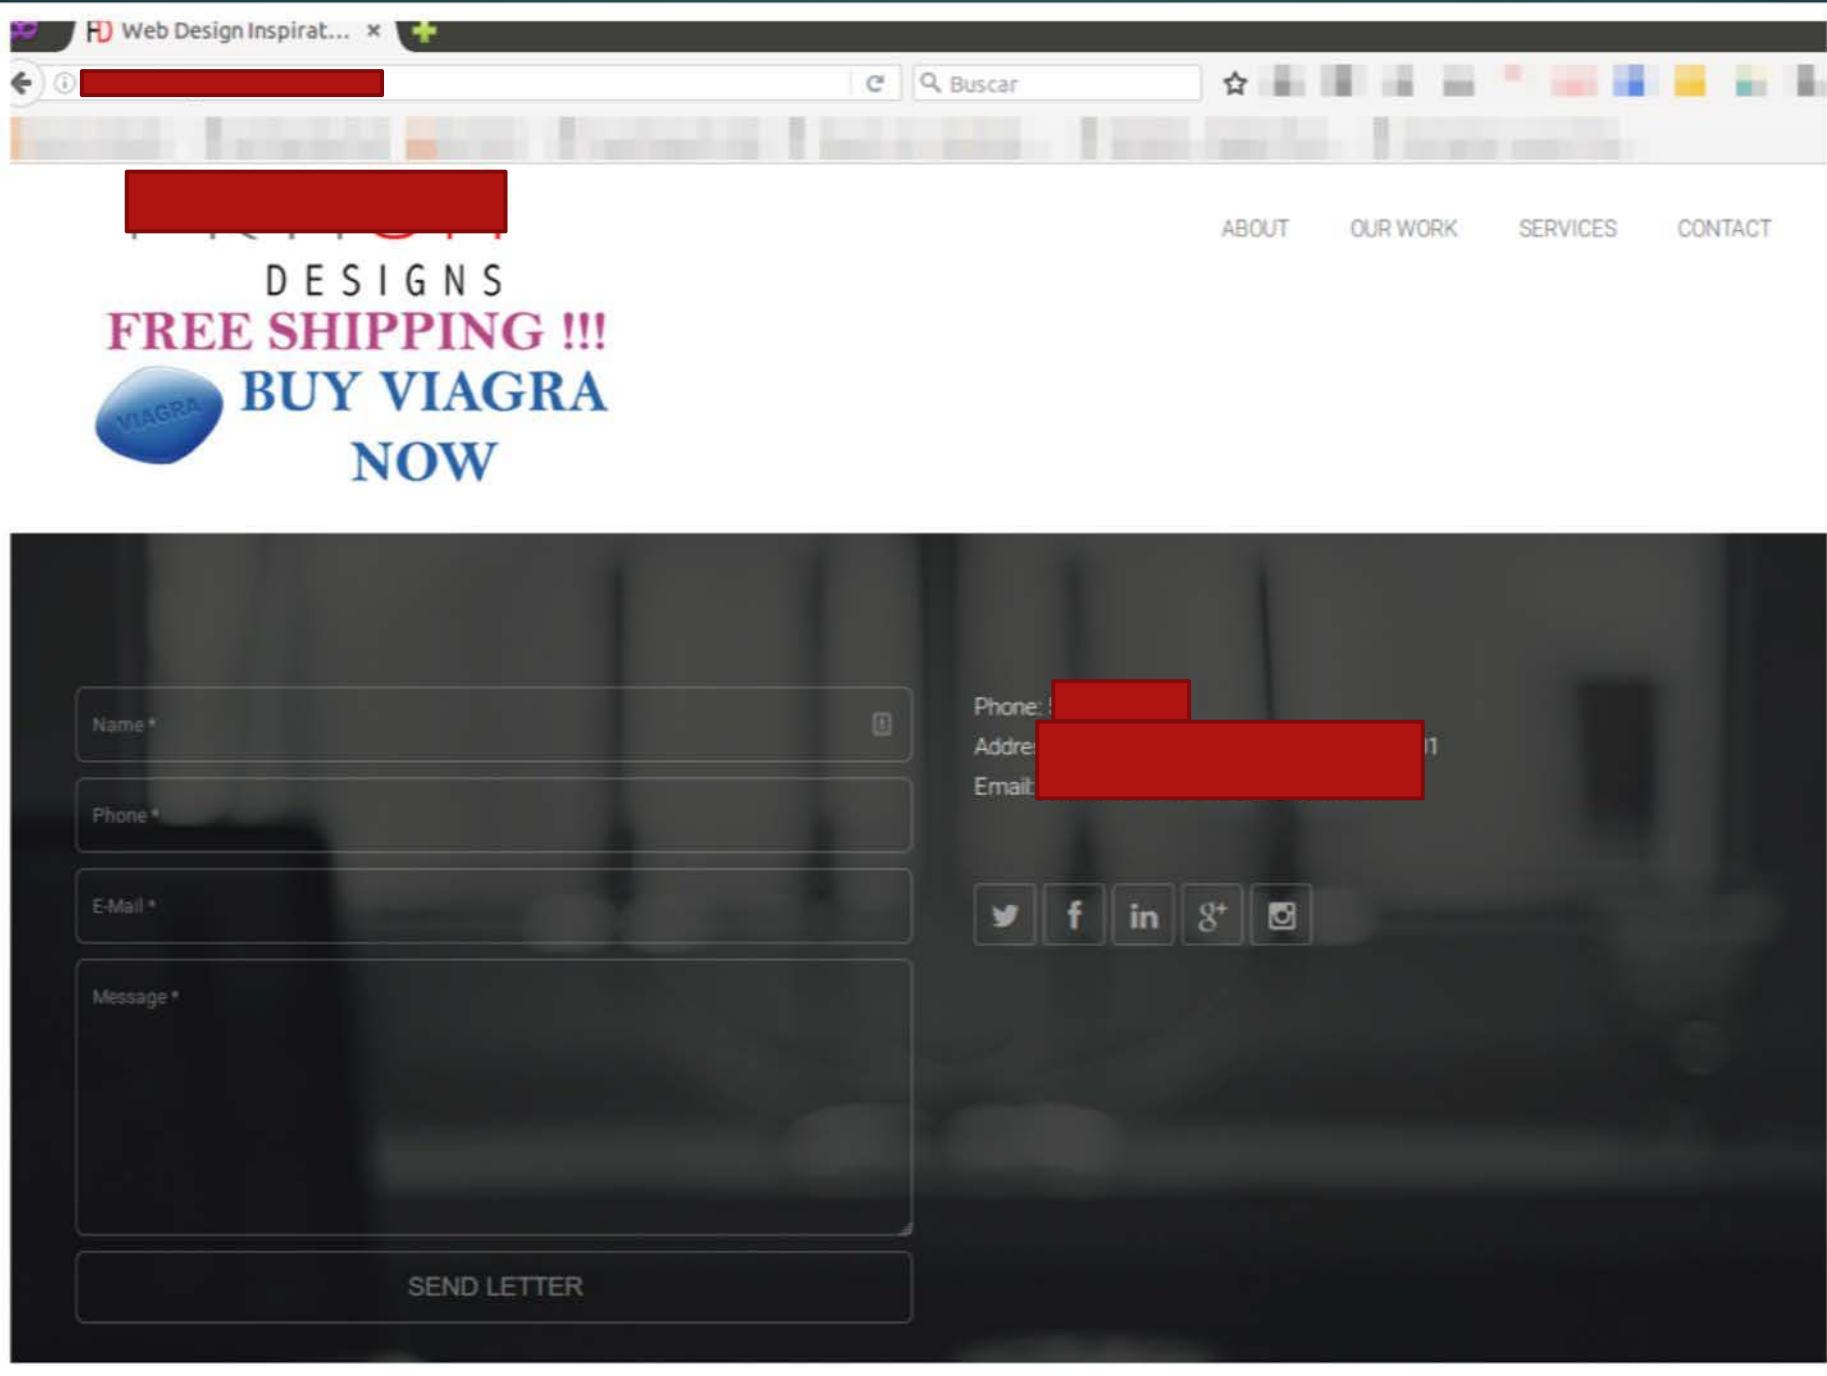 Web Design Inspirat...
Buscar
ABOUT OUR WORK SERVICES CONTACT
DESIGNS
FREE SHIPPING !!!
VIAGRA
BUY VIAGRA
NOW
Name *
Phone *
E-Mail *
Message *
SEND LETTER
Phone:
Addre
Email: